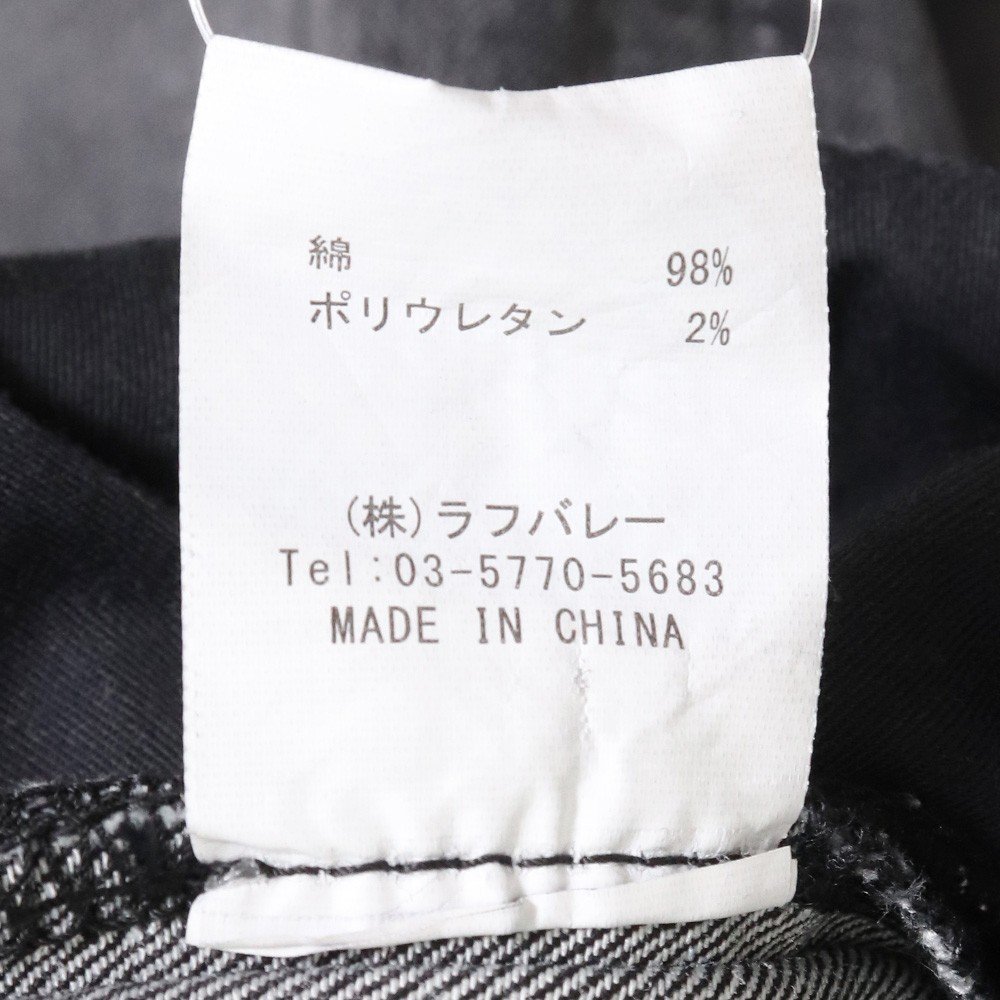 綿 98%
ポリウレタン 2%
(株)ラフバレー
Tel:03-5770-5683
MADE IN CHINA